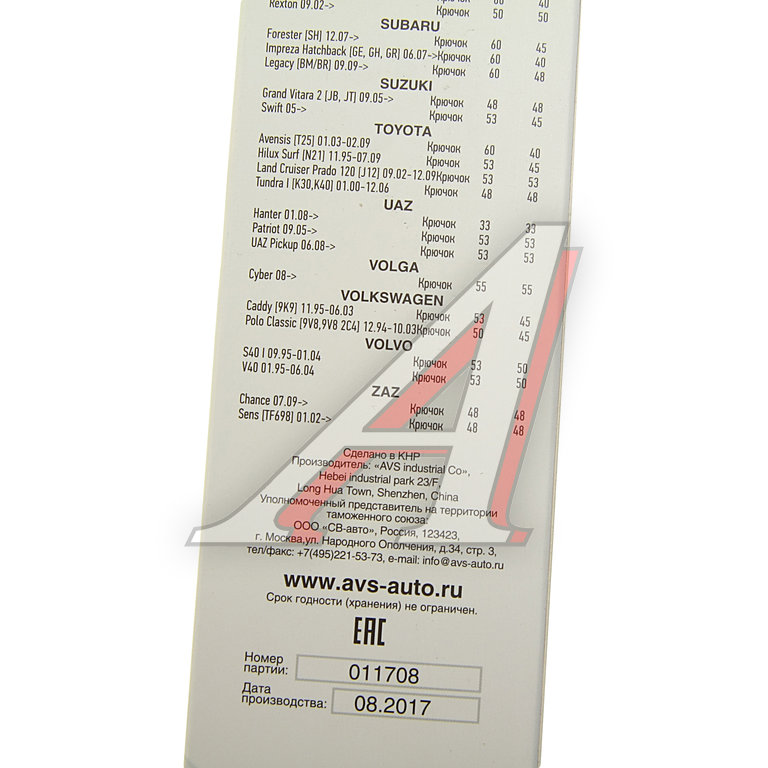 Rexton 09.02-> 60 40
50 50
SUBARU
Forester [SH] 12.07-> Крючок 60 45
Impreza Hatchback [GE, GH, GR] 06.07->Крючок 60 40
Legacy [BM/BR] 09.09-> Крючок 60 48
SUZUKI
Grand Vitara 2 [JB, JT] 09.05-> Крючок 48 48
Swift 05-> Крючок 53 45
TOYOTA
Avensis [T25] 01.03-02.09 Крючок 60 40
Hilux Surf [N21] 11.95-07.09 Крючок 53 45
Land Cruiser Prado 120 [J12] 09.02-12.09Крючок 53 53
Tundra I [K30,K40] 01.00-12.06 Крючок 48 48
UAZ
Hanter 01.08-> Крючок 33 33
Patriot 09.05-> Крючок 53 53
UAZ Pickup 06.08-> Крючок 53 53
VOLGA
Cyber 08-> Крючок 55 55
VOLKSWAGEN
Caddy [9K9] 11.95-06.03 Крючок 53 45
Polo Classic [9V8,9V8 2C4] 12.94-10.03Крючок 50 45
VOLVO
S40 I 09.95-01.04 Крючок 53 50
V40 01.95-06.04 Крючок 53 50
ZAZ
Chance 07.09-> Крючок 48 48
Sens [TF698] 01.02-> Крючок 48 48
Сделано в КНР
Производитель: «AVS industrial Co»,
Hebei industrial park 23/F,
Long Hua Town, Shenzhen, China
Уполномоченный представитель на территории
таможенного союза:
ООО «СВ-авто», Россия, 123423,
г. Москва,ул. Народного Ополчения, д.34, стр. 3,
тел/факс: +7(495)221-53-73, e-mail: info@avs-auto.ru
www.avs-auto.ru
Срок годности (хранения) не ограничен.
EAC
Номер
партии: 011708
Дата
производства: 08.2017